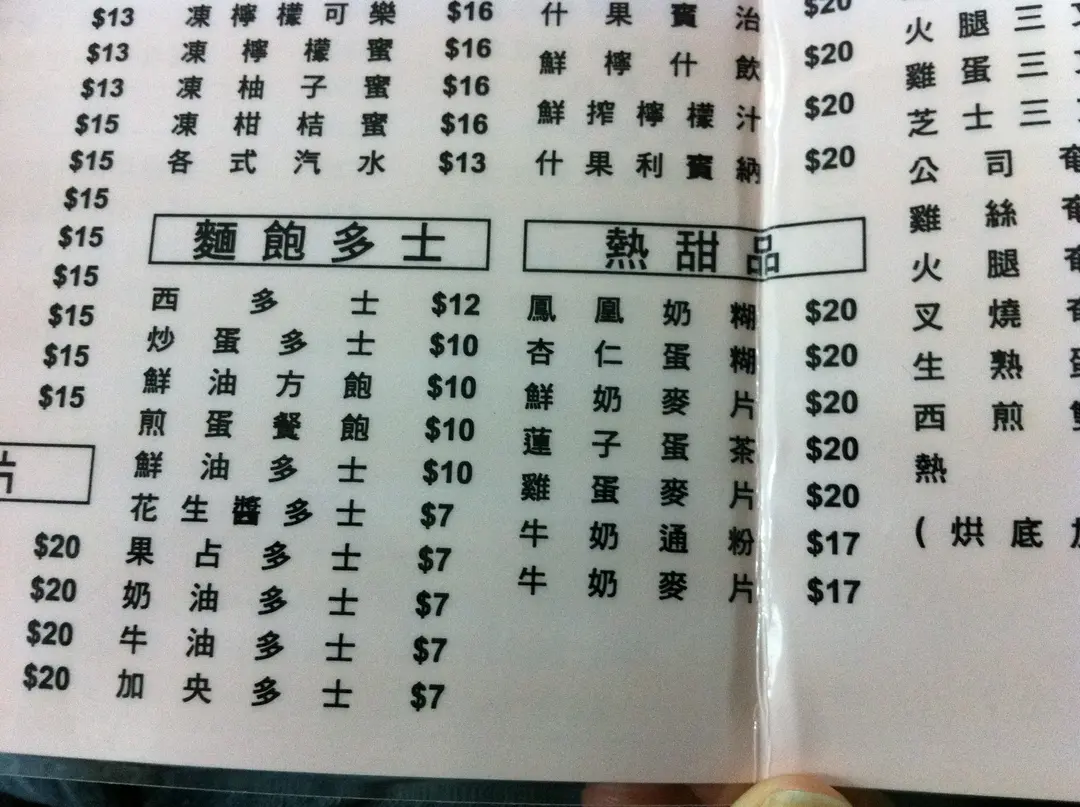 $13
$13
$13
$15
$15
$15
$15
$15
$15
$15
$15
$20
$20
$20
$20
凍檸檬可樂 $16
凍檸檬蜜 $16
凍柚子蜜 $16
凍柑桔蜜 $16
各式汽水 $13
麵飽多士
西多士 $12
炒蛋多士 $10
鮮油方飽 $10
煎蛋餐飽 $10
鮮油多士 $10
花生醬多士 $7
果占多士 $7
奶油多士 $7
牛油多士 $7
加央多士 $7
什果賓治 $20
鮮檸什飲 $20
鮮搾檸檬汁 $20
什果利賓納 $20
熱甜品
鳳凰奶糊 $20
杏仁蛋糊 $20
鮮奶麥片 $20
蓮子蛋茶 $20
雞蛋麥片 $20
牛奶通粉 $17
牛奶麥片 $17
火腿三
雞蛋三
芝士三
公司
雞絲
火腿
叉燒
生熟
西煎
熱
(烘底